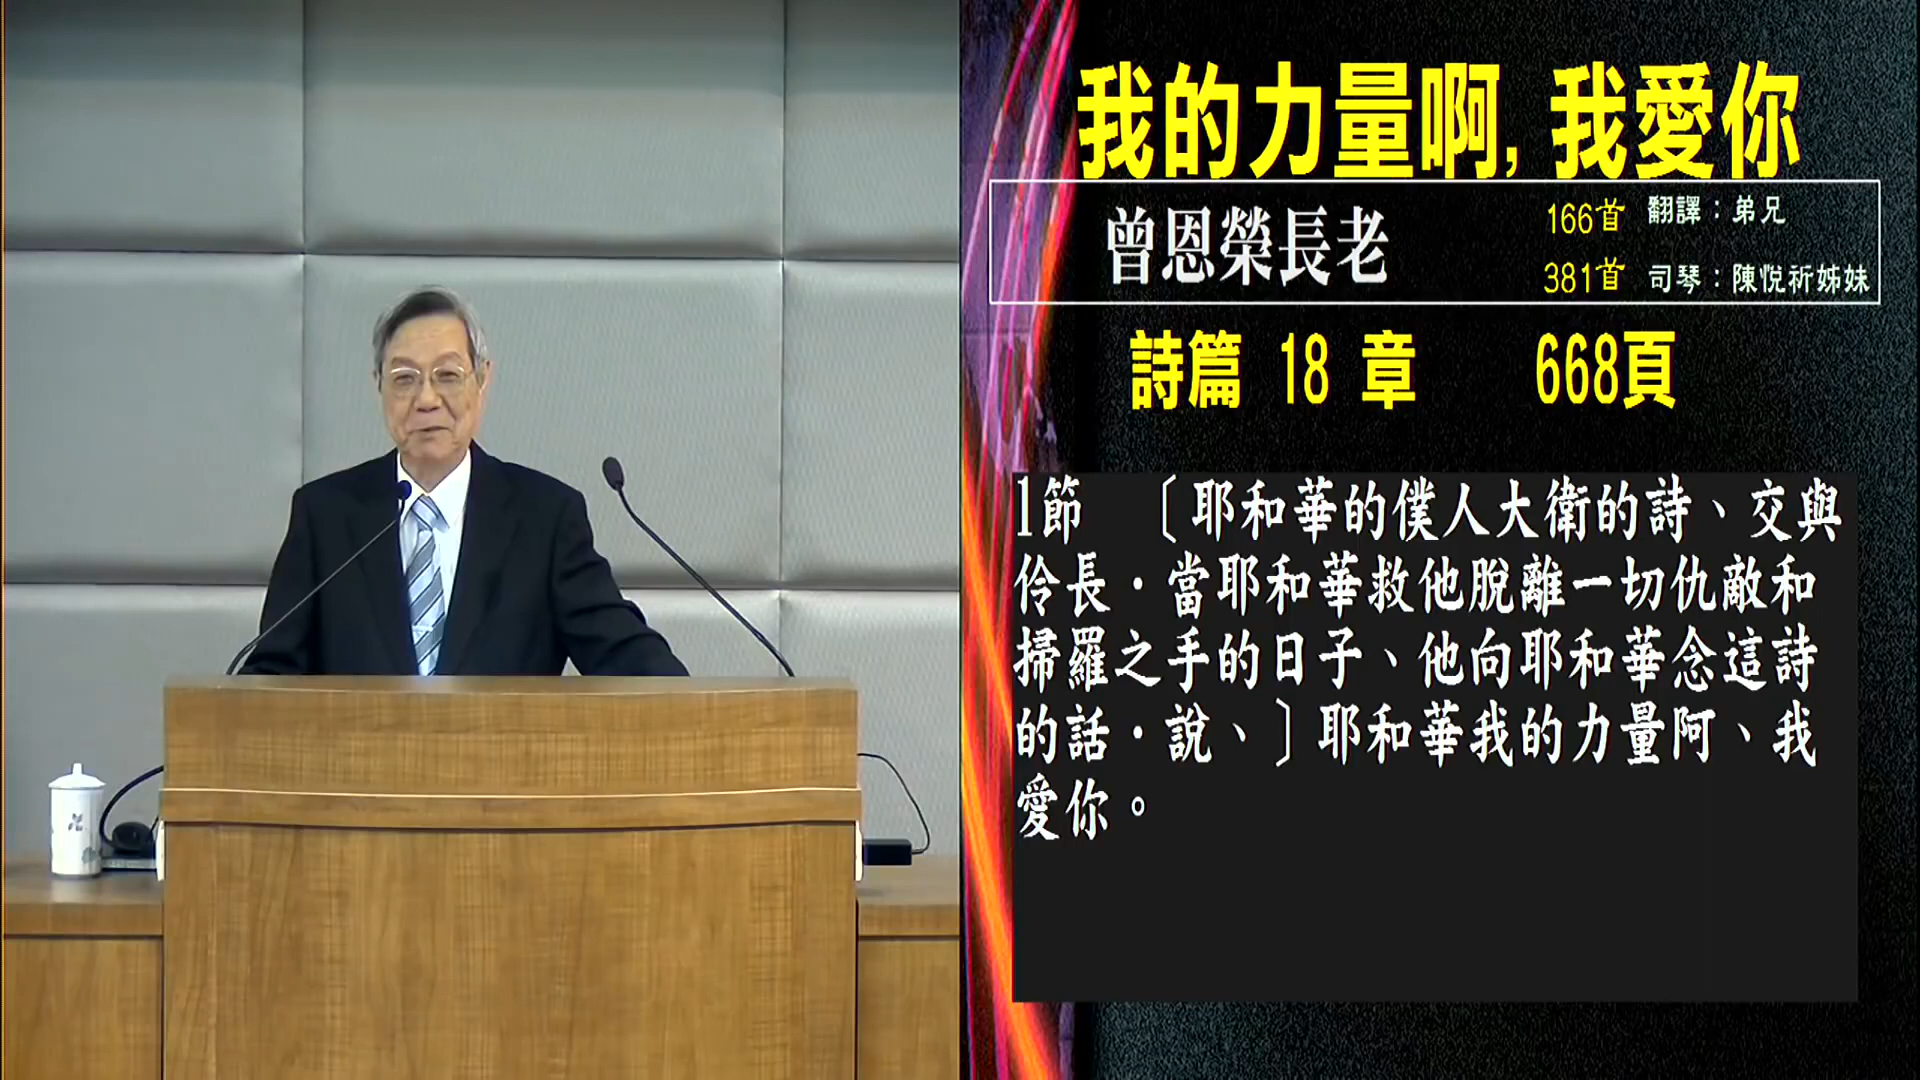 我的力量啊, 我愛你
曾恩榮長老
166首 翻譯：弟兄
381首 司琴：陳悅祈姊妹
詩篇 18 章 668頁
1節 〔耶和華的僕人大衛的詩、交與
伶長．當耶和華救他脫離一切仇敵和
掃羅之手的日子、他向耶和華念這詩
的話．說、〕耶和華我的力量阿、我
愛你。